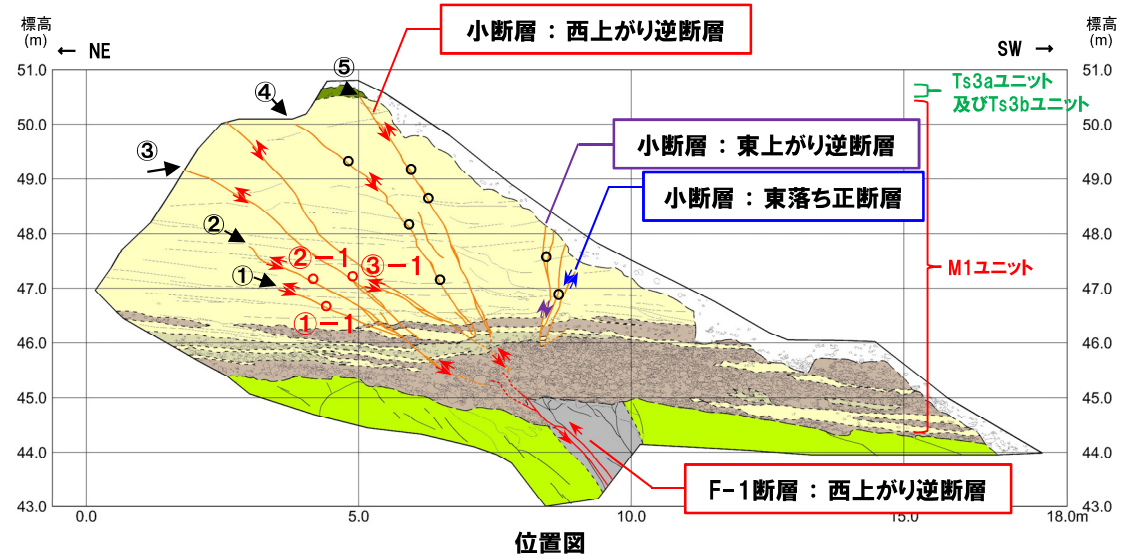 標高
(m)
← NE
SW →
標高
(m)
小断層 : 西上がり逆断層
51.0
50.0
49.0
48.0
47.0
46.0
45.0
44.0
43.0
51.0
50.0
49.0
48.0
47.0
46.0
45.0
44.0
43.0
Ts3aユニット
及びTs3bユニット
小断層 : 東上がり逆断層
小断層 : 東落ち正断層
M1ユニット
⑤
④
③
②
①
②-1
③-1
①-1
F-1断層 : 西上がり逆断層
0.0
5.0
10.0
15.0
18.0m
位置図